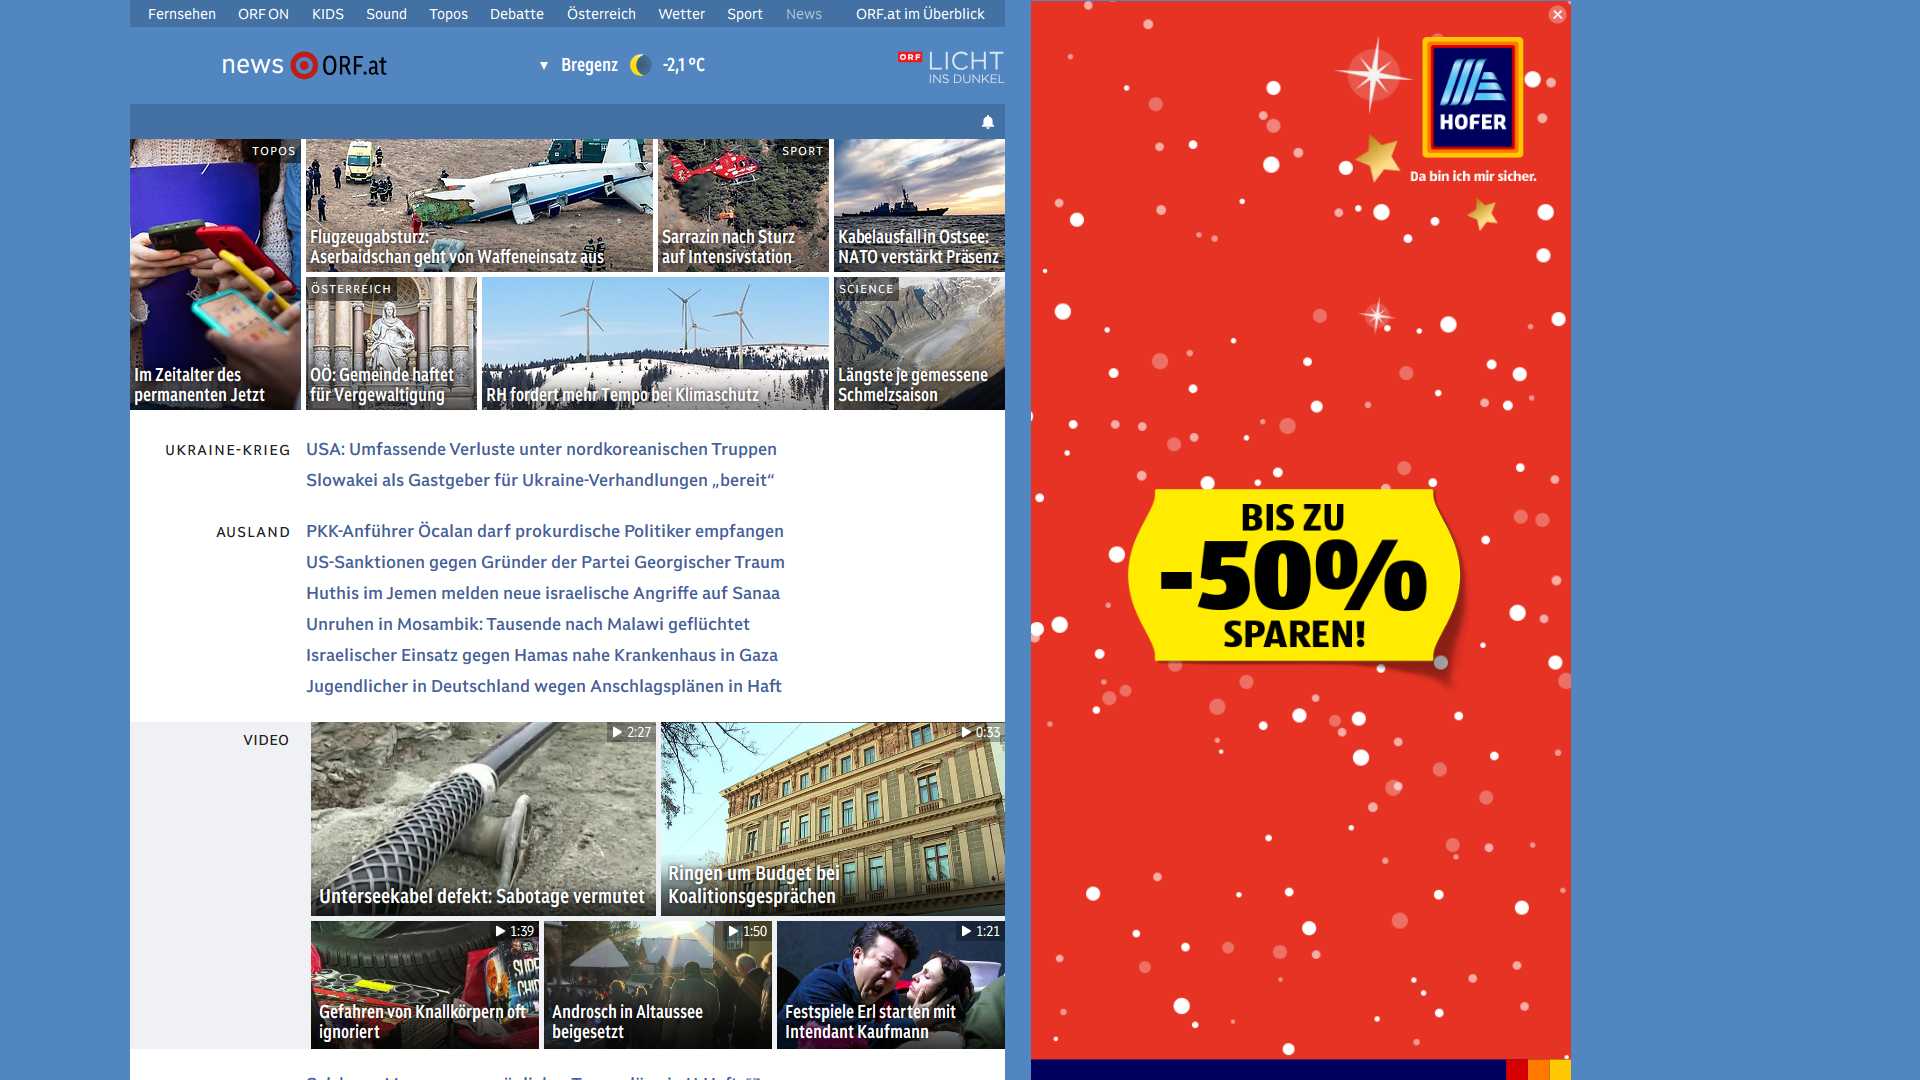 Fernsehen ORF ON KIDS Sound Topos Debatte Österreich Wetter Sport News ORF.at im Überblick
news ORF.at
Bregenz -2,1 °C
ORF LICHT
INS DUNKEL
TOPOS
Im Zeitalter des
permanenten Jetzt
Flugzeugabsturz:
Aserbaidschan geht von Waffeneinsatz aus
SPORT
Sarrazin nach Sturz
auf Intensivstation
Kabelausfall in Ostsee:
NATO verstärkt Präsenz
ÖSTERREICH
OÖ: Gemeinde haftet
für Vergewaltigung
RH fordert mehr Tempo bei Klimaschutz
SCIENCE
Längste je gemessene
Schmelzsaison
UKRAINE-KRIEG
USA: Umfassende Verluste unter nordkoreanischen Truppen
Slowakei als Gastgeber für Ukraine-Verhandlungen „bereit“
AUSLAND
PKK-Anführer Öcalan darf prokurdische Politiker empfangen
US-Sanktionen gegen Gründer der Partei Georgischer Traum
Huthis im Jemen melden neue israelische Angriffe auf Sanaa
Unruhen in Mosambik: Tausende nach Malawi geflüchtet
Israelischer Einsatz gegen Hamas nahe Krankenhaus in Gaza
Jugendlicher in Deutschland wegen Anschlagsplänen in Haft
VIDEO
2:27
Unterseekabel defekt: Sabotage vermutet
0:33
Ringen um Budget bei
Koalitionsgesprächen
1:39
Gefahren von Knallkörpern oft
ignoriert
1:50
Androsch in Altaussee
beigesetzt
1:21
Festspiele Erl starten mit
Intendant Kaufmann
HOFER
Da bin ich mir sicher.
BIS ZU
-50%
SPAREN!